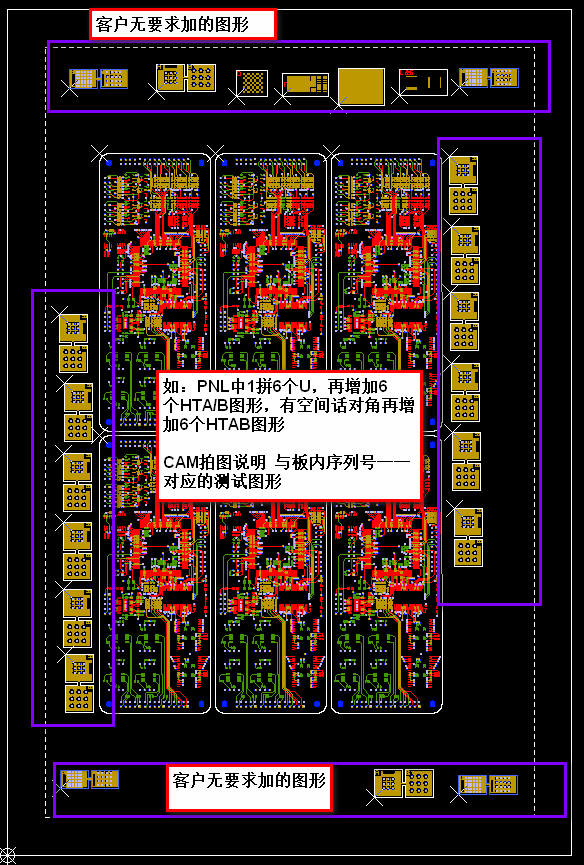 客户无要求加的图形
如：PNL中1拼6个U，再增加6
个HTA/B图形，有空间话对角再增
加6个HTAB图形
CAM拍图说明 与板内序列号一一
对应的测试图形
客户无要求加的图形